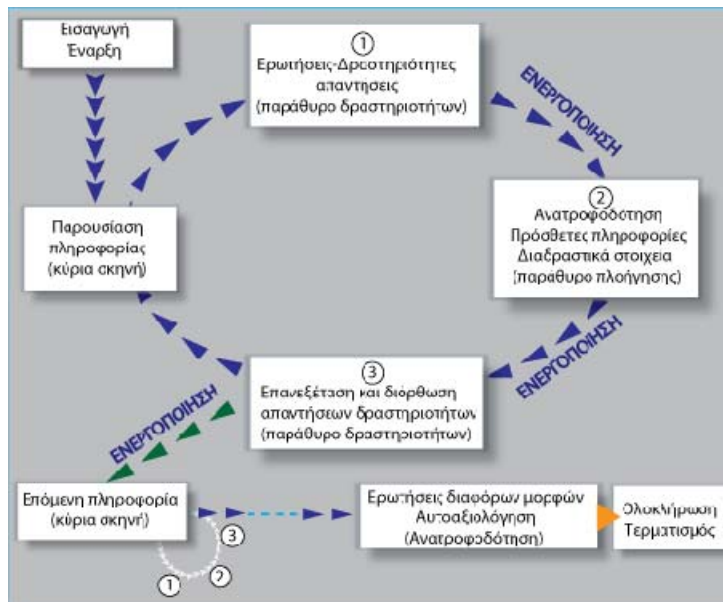 Εισαγωγή
Έναρξη
1
Ερωτήσεις-Δραστηριότητες
απαντήσεις
(παράθυρο δραστηριοτήτων)
ΕΝΕΡΓΟΠΟΙΗΣΗ
2
Ανατροφοδότηση
Πρόσθετες πληροφορίες
Διαδραστικά στοιχεία
(παράθυρο πλοήγησης)
Παρουσίαση
πληροφορίας
(κύρια σκηνή)
ΕΝΕΡΓΟΠΟΙΗΣΗ
3
Επανεξέταση και διόρθωση
απαντήσεων δραστηριοτήτων
(παράθυρο δραστηριοτήτων)
ΕΝΕΡΓΟΠΟΙΗΣΗ
Επόμενη πληροφορία
(κύρια σκηνή)
3
2
1
Ερωτήσεις διαφόρων μορφών
Αυτοαξιολόγηση
(Ανατροφοδότηση)
Ολοκλήρωση
Τερματισμός